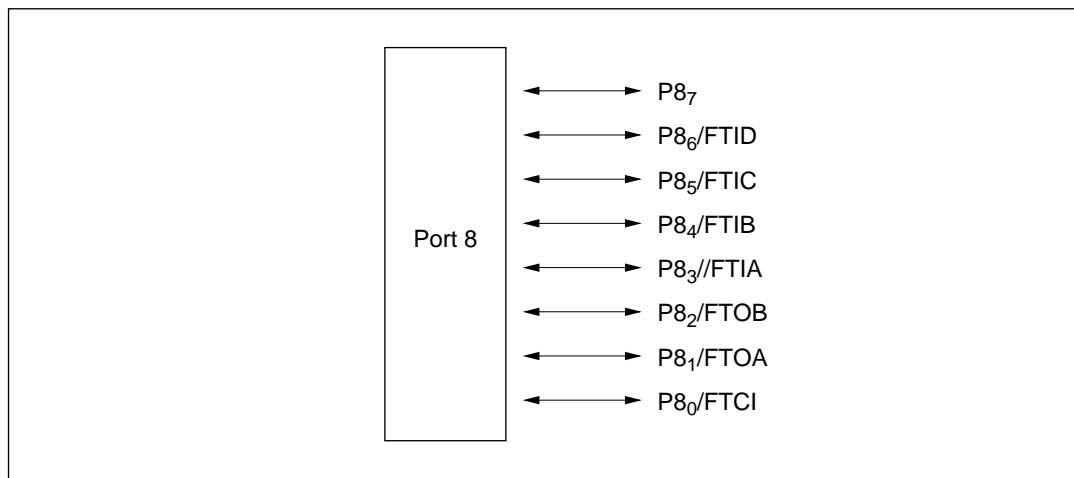 Port 8
P8₇
P8₆/FTID
P8₅/FTIC
P8₄/FTIB
P8₃//FTIA
P8₂/FTOB
P8₁/FTOA
P8₀/FTCI